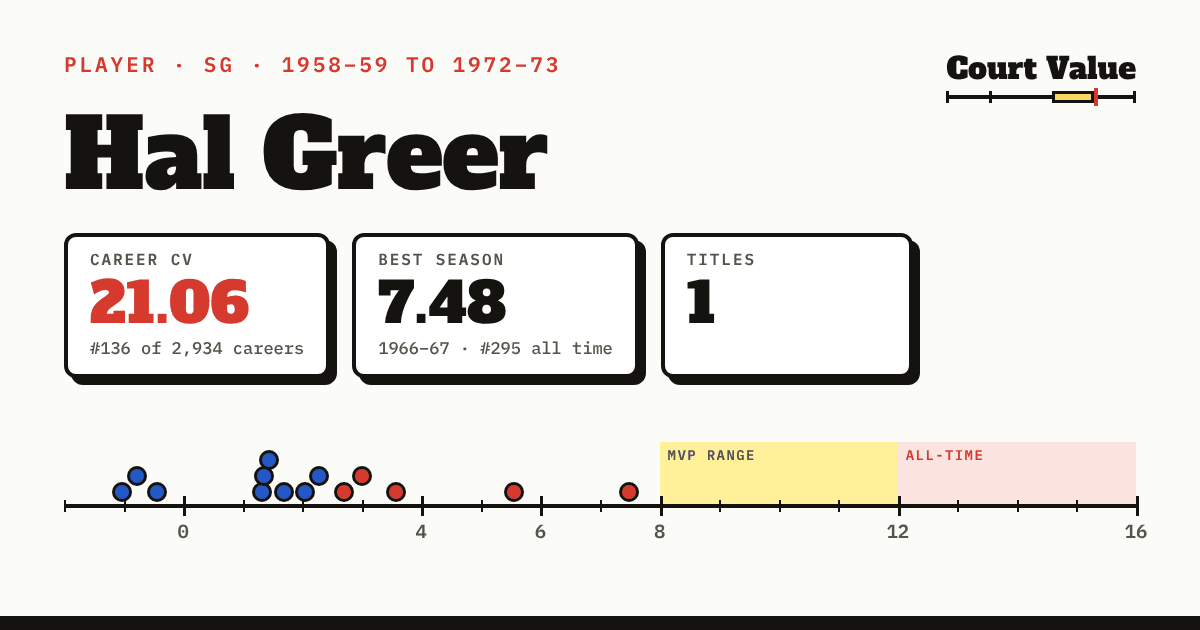 PLAYER · SG · 1958–59 TO 1972–73
Court Value
Hal Greer
CAREER CV
21.06
#136 of 2,934 careers
BEST SEASON
7.48
1966–67 · #295 all time
TITLES
1
MVP RANGE
ALL-TIME
0 4 6 8 12 16